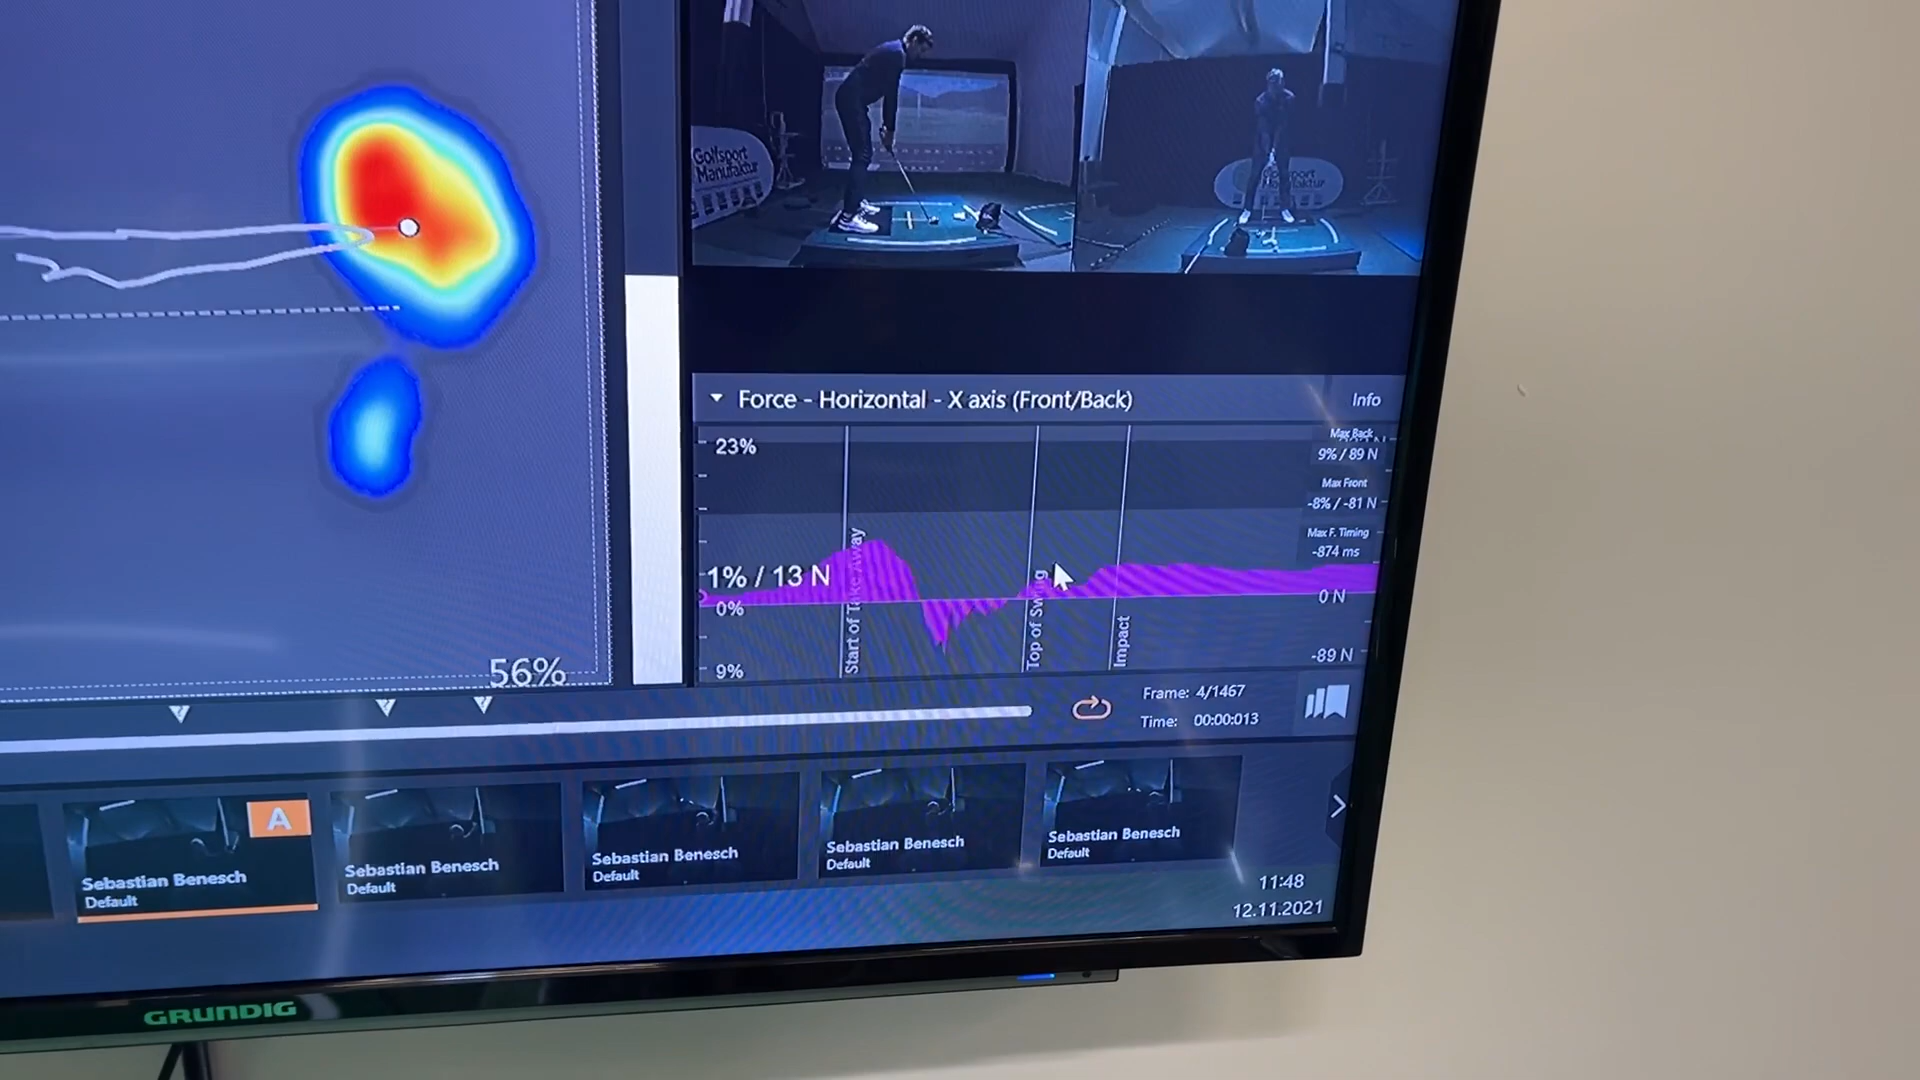 Golfsport
Manufaktur
Golfsport
Manufaktur
Force - Horizontal - X axis (Front/Back)
Info
23%
Max Back
9% / 89 N
Max Front
-8% / -81 N
Max F. Timing
-874 ms
1% / 13 N
0%
0 N
9%
-89 N
Start of Take Away
Top of Swing
Impact
56%
Frame: 4/1467
Time: 00:00:013
A
Sebastian Benesch
Default
Sebastian Benesch
Default
Sebastian Benesch
Default
Sebastian Benesch
Default
Sebastian Benesch
Default
11:48
12.11.2021
GRUNDIG